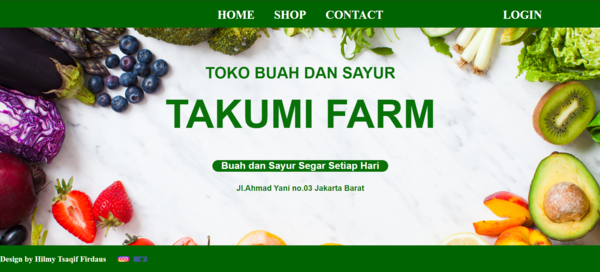 HOME SHOP CONTACT LOGIN
TOKO BUAH DAN SAYUR
TAKUMI FARM
Buah dan Sayur Segar Setiap Hari
Jl.Ahmad Yani no.03 Jakarta Barat
Design by Hilmy Tsaqif Firdaus